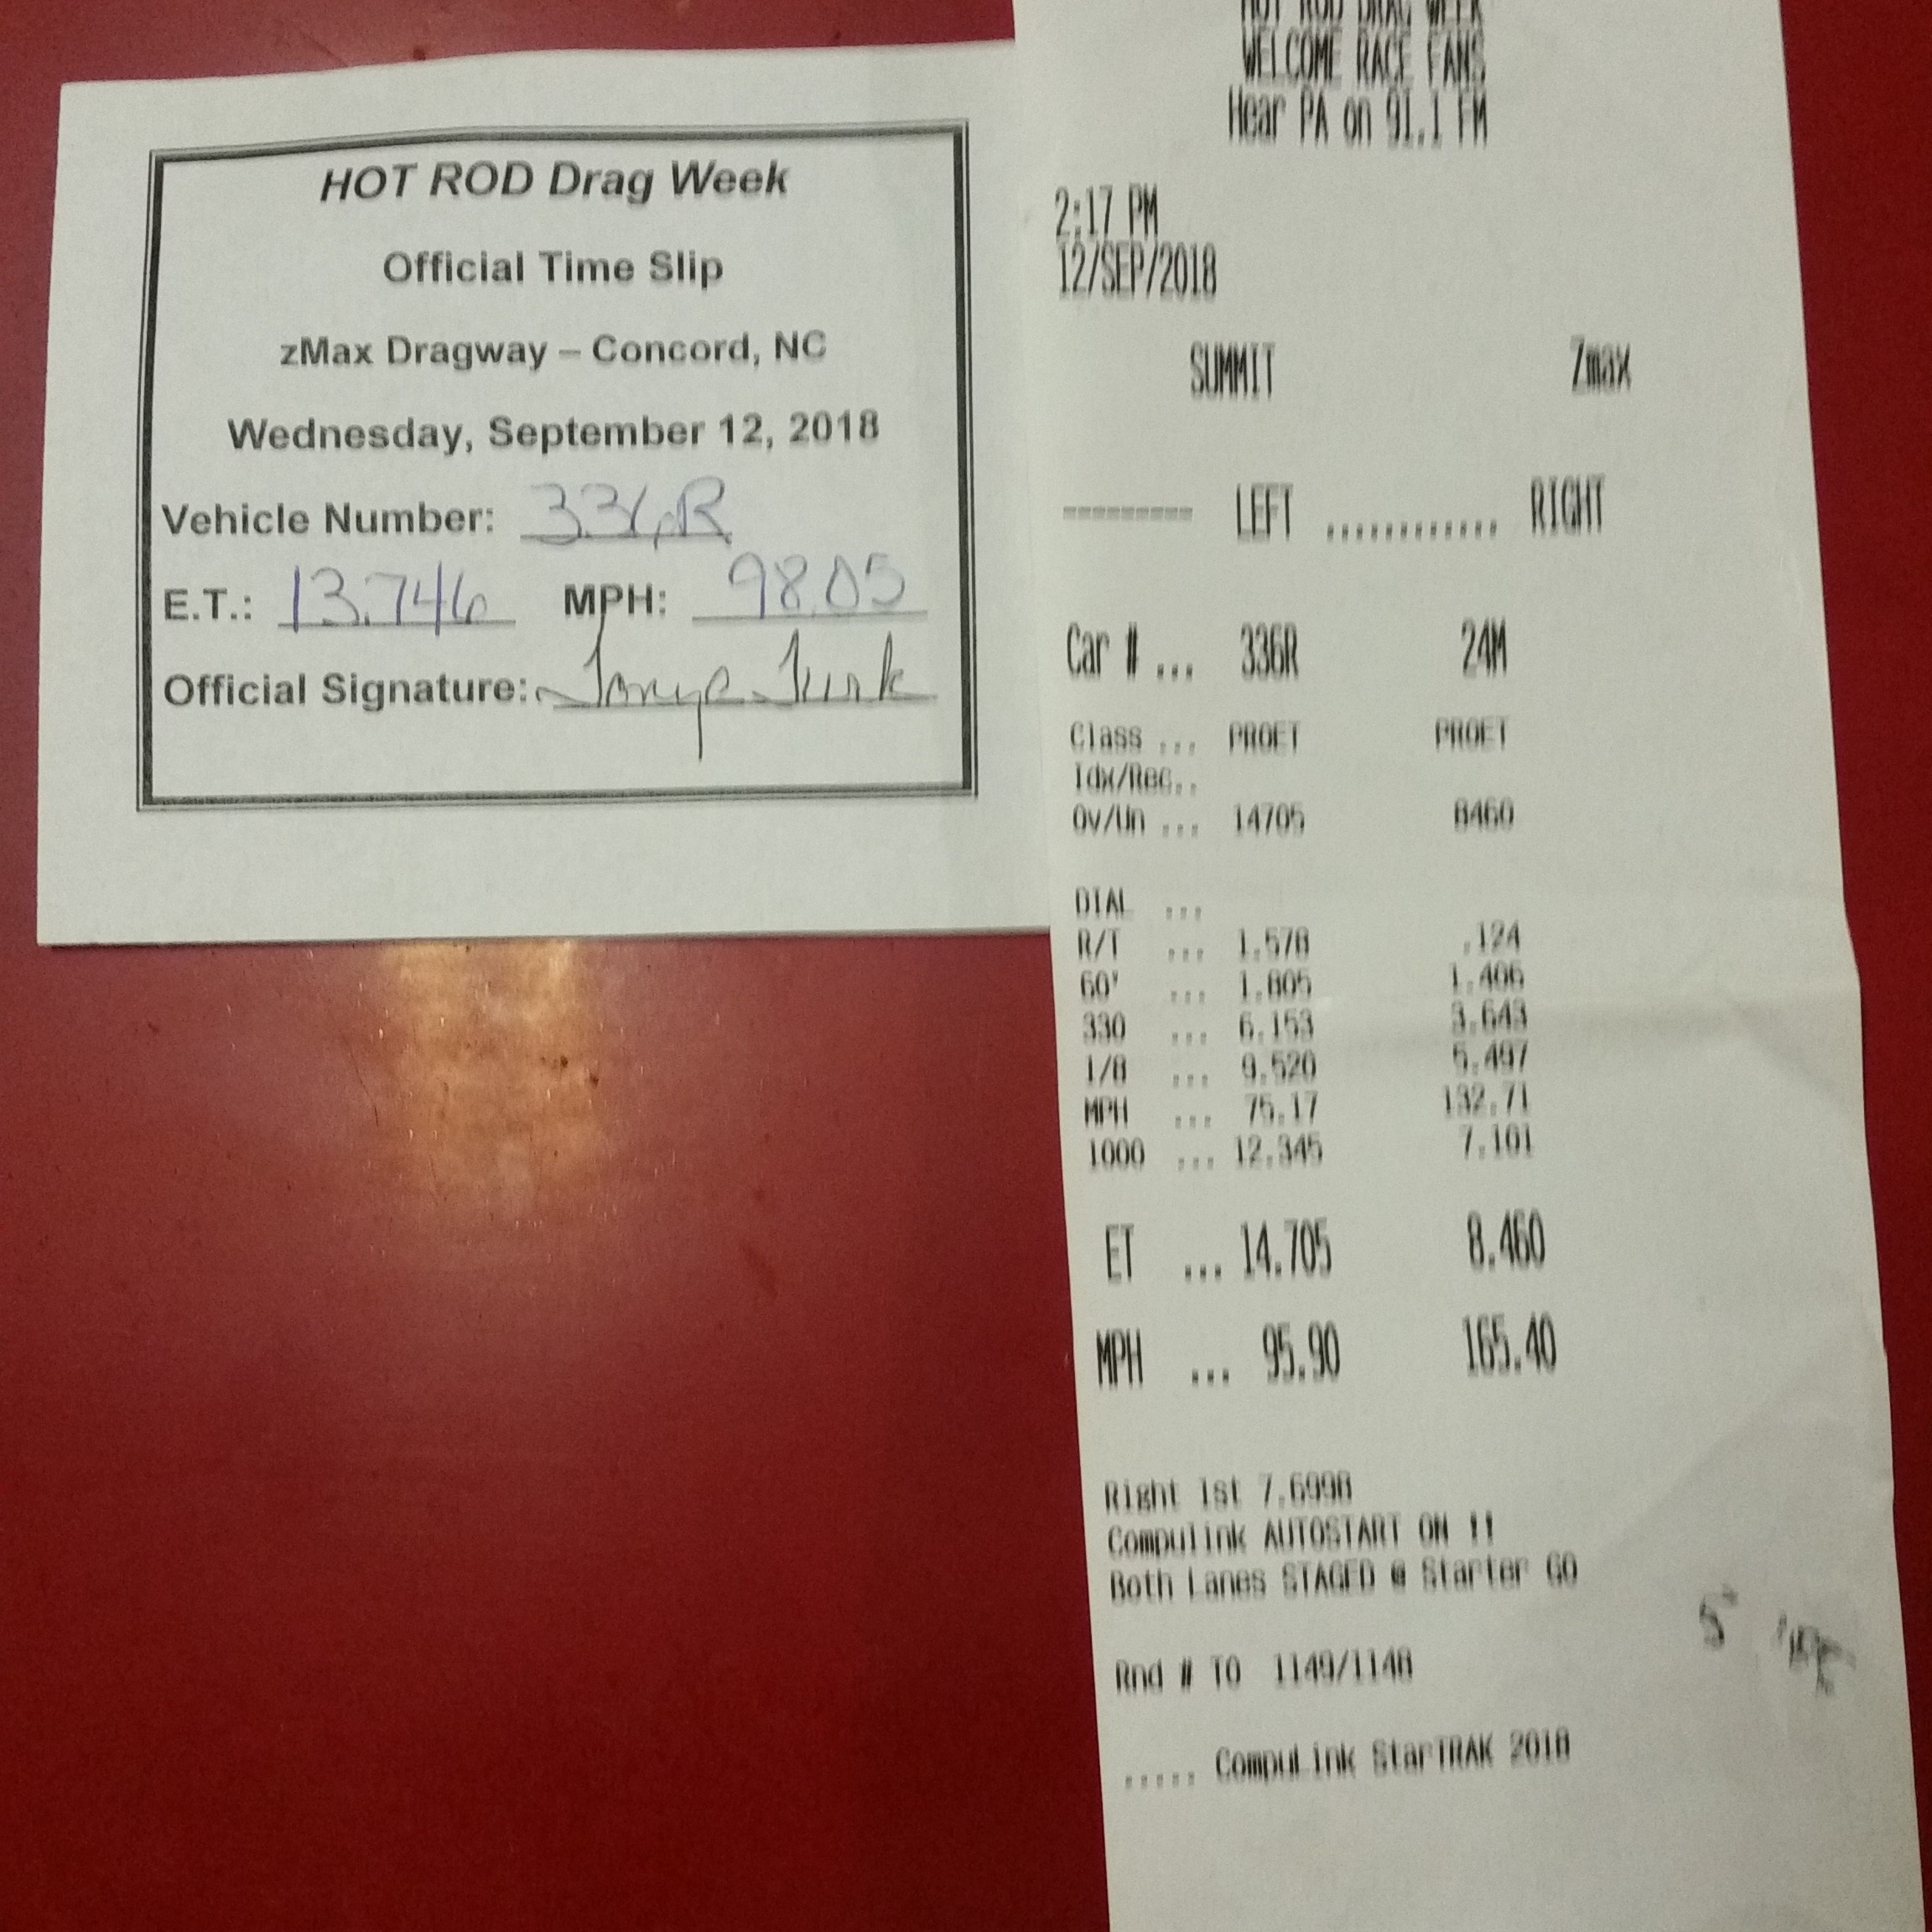 HOT ROD Drag Week
Official Time Slip
zMax Dragway – Concord, NC
Wednesday, September 12, 2018
Vehicle Number: 336R
E.T.: 13.746 MPH: 98.05
Official Signature:
HOT ROD DRAG WEEK
WELCOME RACE FANS
Hear PA on 91.1 FM
2:17 PM
12/SEP/2018
SUMMIT Zmax
--------- LEFT ............ RIGHT
Car # ... 336R 24M
Class ... PROET PROET
Idx/Rec..
Ov/Un ... 14705 8460
DIAL ...
R/T ... 1.578 .124
60' ... 1.805 1.406
330 ... 6.153 3.643
1/8 ... 9.520 5.497
MPH ... 75.17 132.71
1000 ... 12.345 7.101
ET ... 14.705 8.460
MPH ... 95.90 165.40
Right 1st 7.6998
Compulink AUTOSTART ON !!
Both Lanes STAGED @ Starter GO
Rnd # TO 1149/1148
..... CompuLink StarTRAK 2018